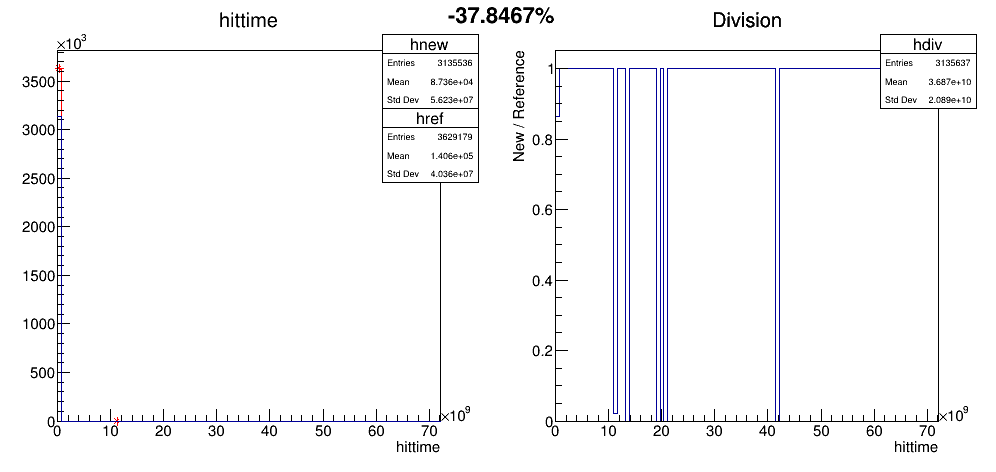 -37.8467%
hittime
×10³
3500
3000
2500
2000
1500
1000
500
0
0 10 20 30 40 50 60 70
×10⁹
hittime
hnew
Entries 3135536
Mean 8.736e+04
Std Dev 5.623e+07
href
Entries 3629179
Mean 1.406e+05
Std Dev 4.036e+07
Division
New / Reference
1
0.8
0.6
0.4
0.2
0
0 10 20 30 40 50 60 70
×10⁹
hittime
hdiv
Entries 3135637
Mean 3.687e+10
Std Dev 2.089e+10